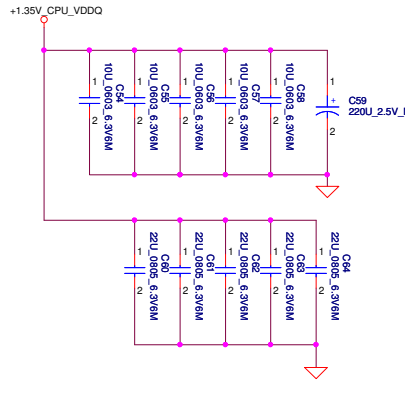 +1.35V_CPU_VDDQ
1
2
C54
10U_0603_6.3V6M
1
2
C55
10U_0603_6.3V6M
1
2
C56
10U_0603_6.3V6M
1
2
C57
10U_0603_6.3V6M
1
2
C58
10U_0603_6.3V6M
1
+
2
C59
220U_2.5V_
1
2
C60
22U_0805_6.3V6M
1
2
C61
22U_0805_6.3V6M
1
2
C62
22U_0805_6.3V6M
1
2
C63
22U_0805_6.3V6M
1
2
C64
22U_0805_6.3V6M